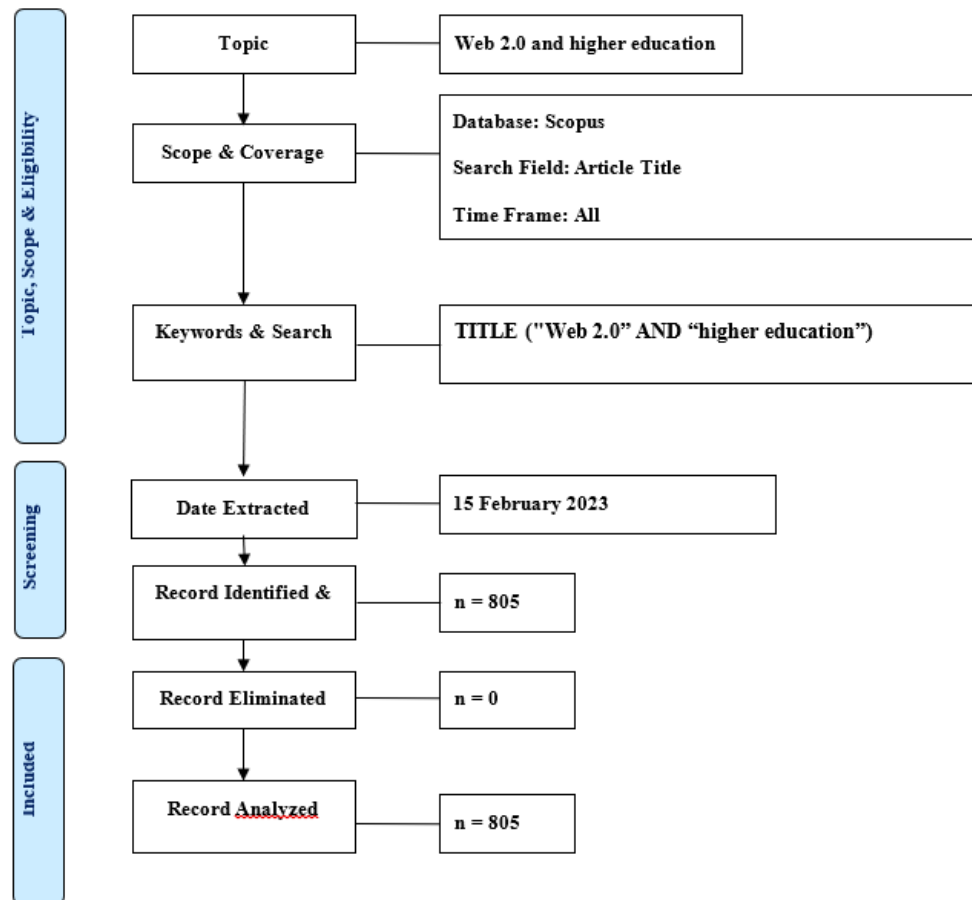 Topic, Scope & Eligibility
Topic
Web 2.0 and higher education
Scope & Coverage
Database: Scopus
Search Field: Article Title
Time Frame: All
Keywords & Search
TITLE ("Web 2.0” AND “higher education”)
Screening
Date Extracted
15 February 2023
Record Identified &
n = 805
Included
Record Eliminated
n = 0
Record Analyzed
n = 805